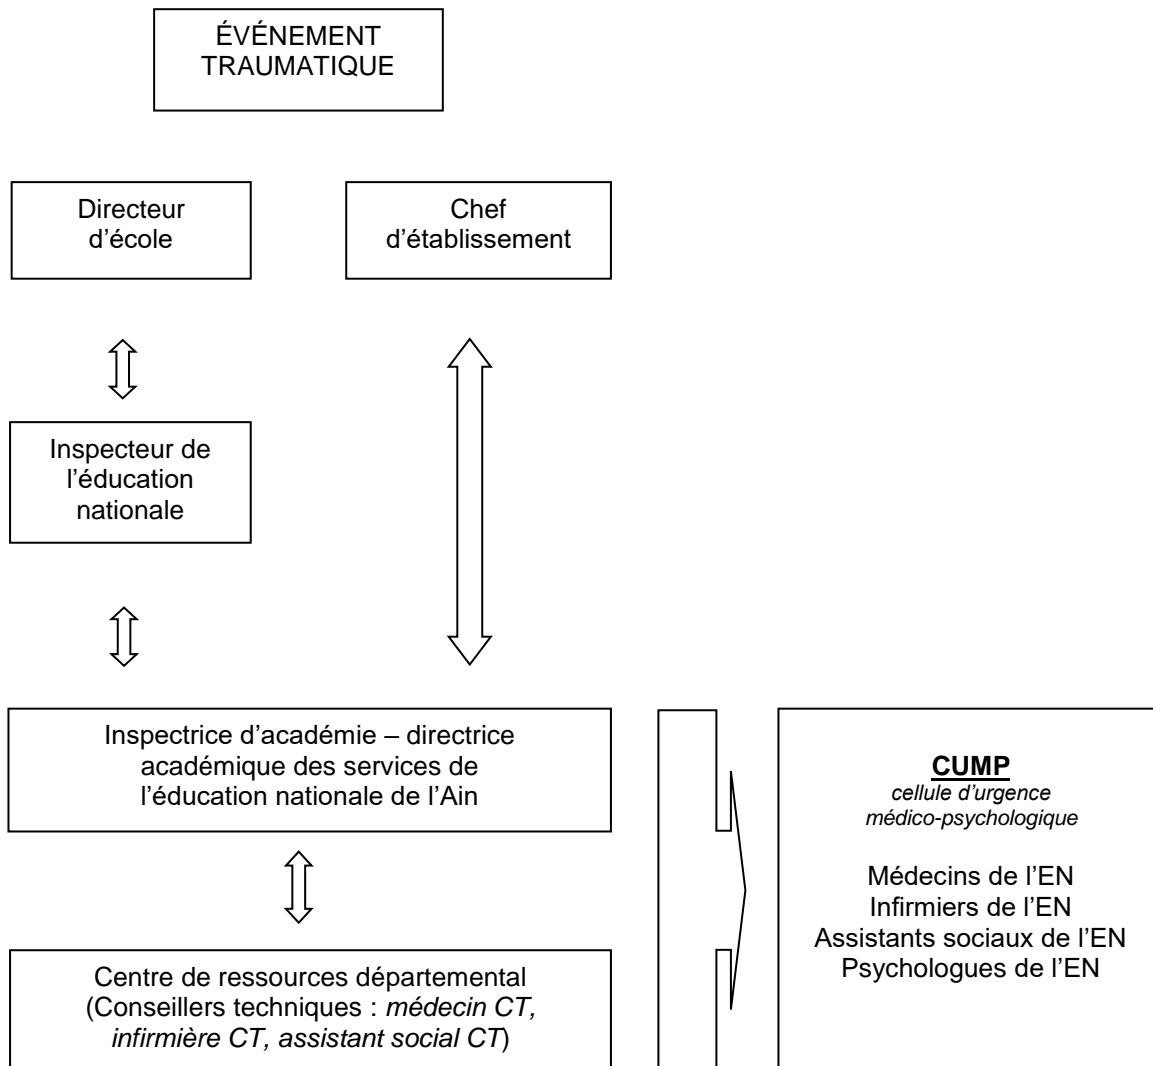 ÉVÉNEMENT
TRAUMATIQUE
Directeur
d’école
Chef
d’établissement
Inspecteur de
l’éducation
nationale
Inspectrice d’académie – directrice
académique des services de
l’éducation nationale de l’Ain
Centre de ressources départemental
(Conseillers techniques : médecin CT,
infirmière CT, assistant social CT)
CUMP
cellule d’urgence
médico-psychologique
Médecins de l’EN
Infirmiers de l’EN
Assistants sociaux de l’EN
Psychologues de l’EN